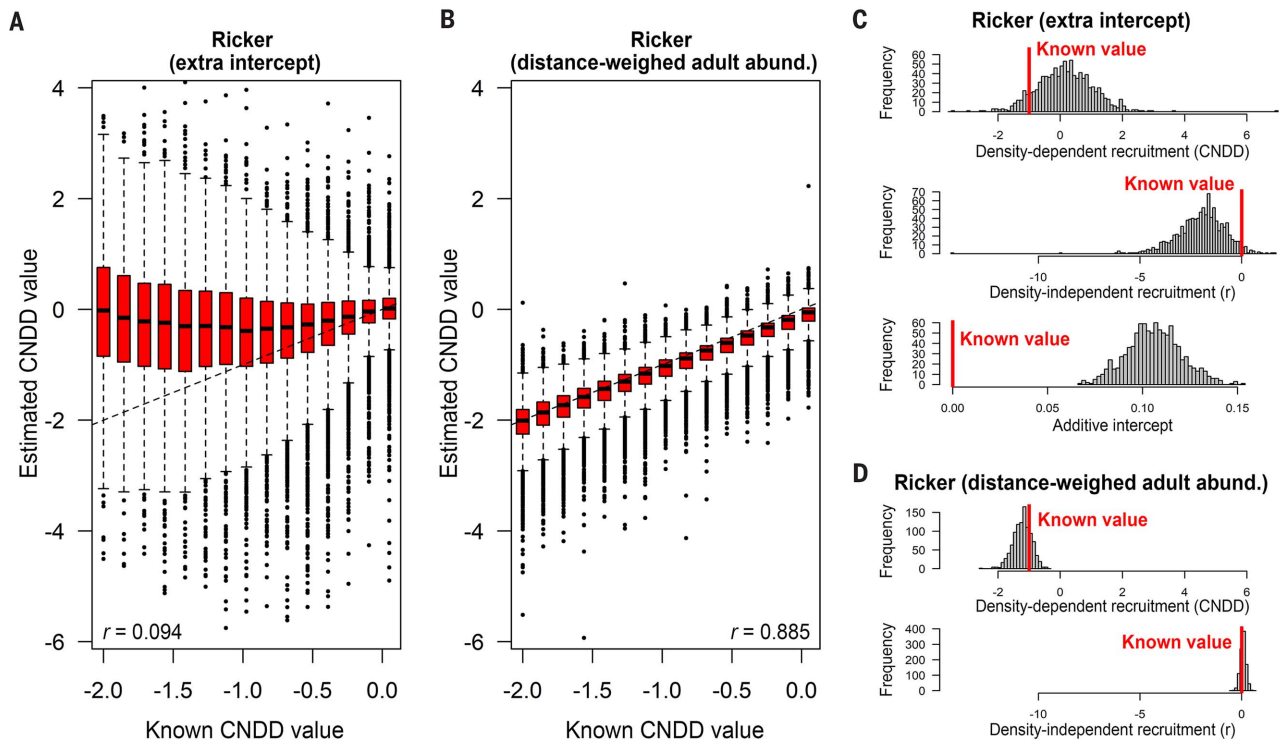 A
Ricker
(extra intercept)
Estimated CNDD value
4
2
0
-2
-4
-6
r = 0.094
-2.0 -1.5 -1.0 -0.5 0.0
Known CNDD value
B
Ricker
(distance-weighed adult abund.)
Estimated CNDD value
4
2
0
-2
-4
-6
r = 0.885
-2.0 -1.5 -1.0 -0.5 0.0
Known CNDD value
C
Ricker (extra intercept)
Frequency
60
50
40
30
20
10
0
Known value
-2 0 2 4 6
Density-dependent recruitment (CNDD)
Frequency
70
60
50
40
30
20
10
0
Known value
-10 -5 0
Density-independent recruitment (r)
Frequency
60
50
40
30
20
10
0
Known value
0.00 0.05 0.10 0.15
Additive intercept
D
Ricker (distance-weighed adult abund.)
Frequency
150
100
50
0
Known value
-2 0 2 4 6
Density-dependent recruitment (CNDD)
Frequency
400
300
200
100
0
Known value
-10 -5 0
Density-independent recruitment (r)